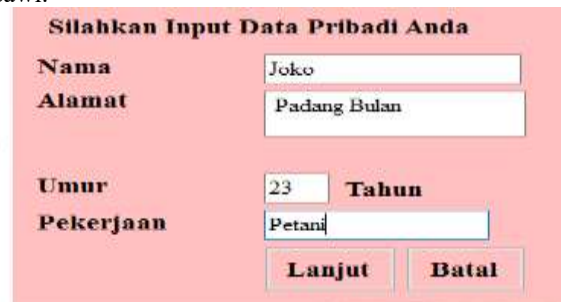 Silahkan Input Data Pribadi Anda
Nama Joko
Alamat Padang Bulan
Umur 23 Tahun
Pekerjaan Petani
Lanjut Batal